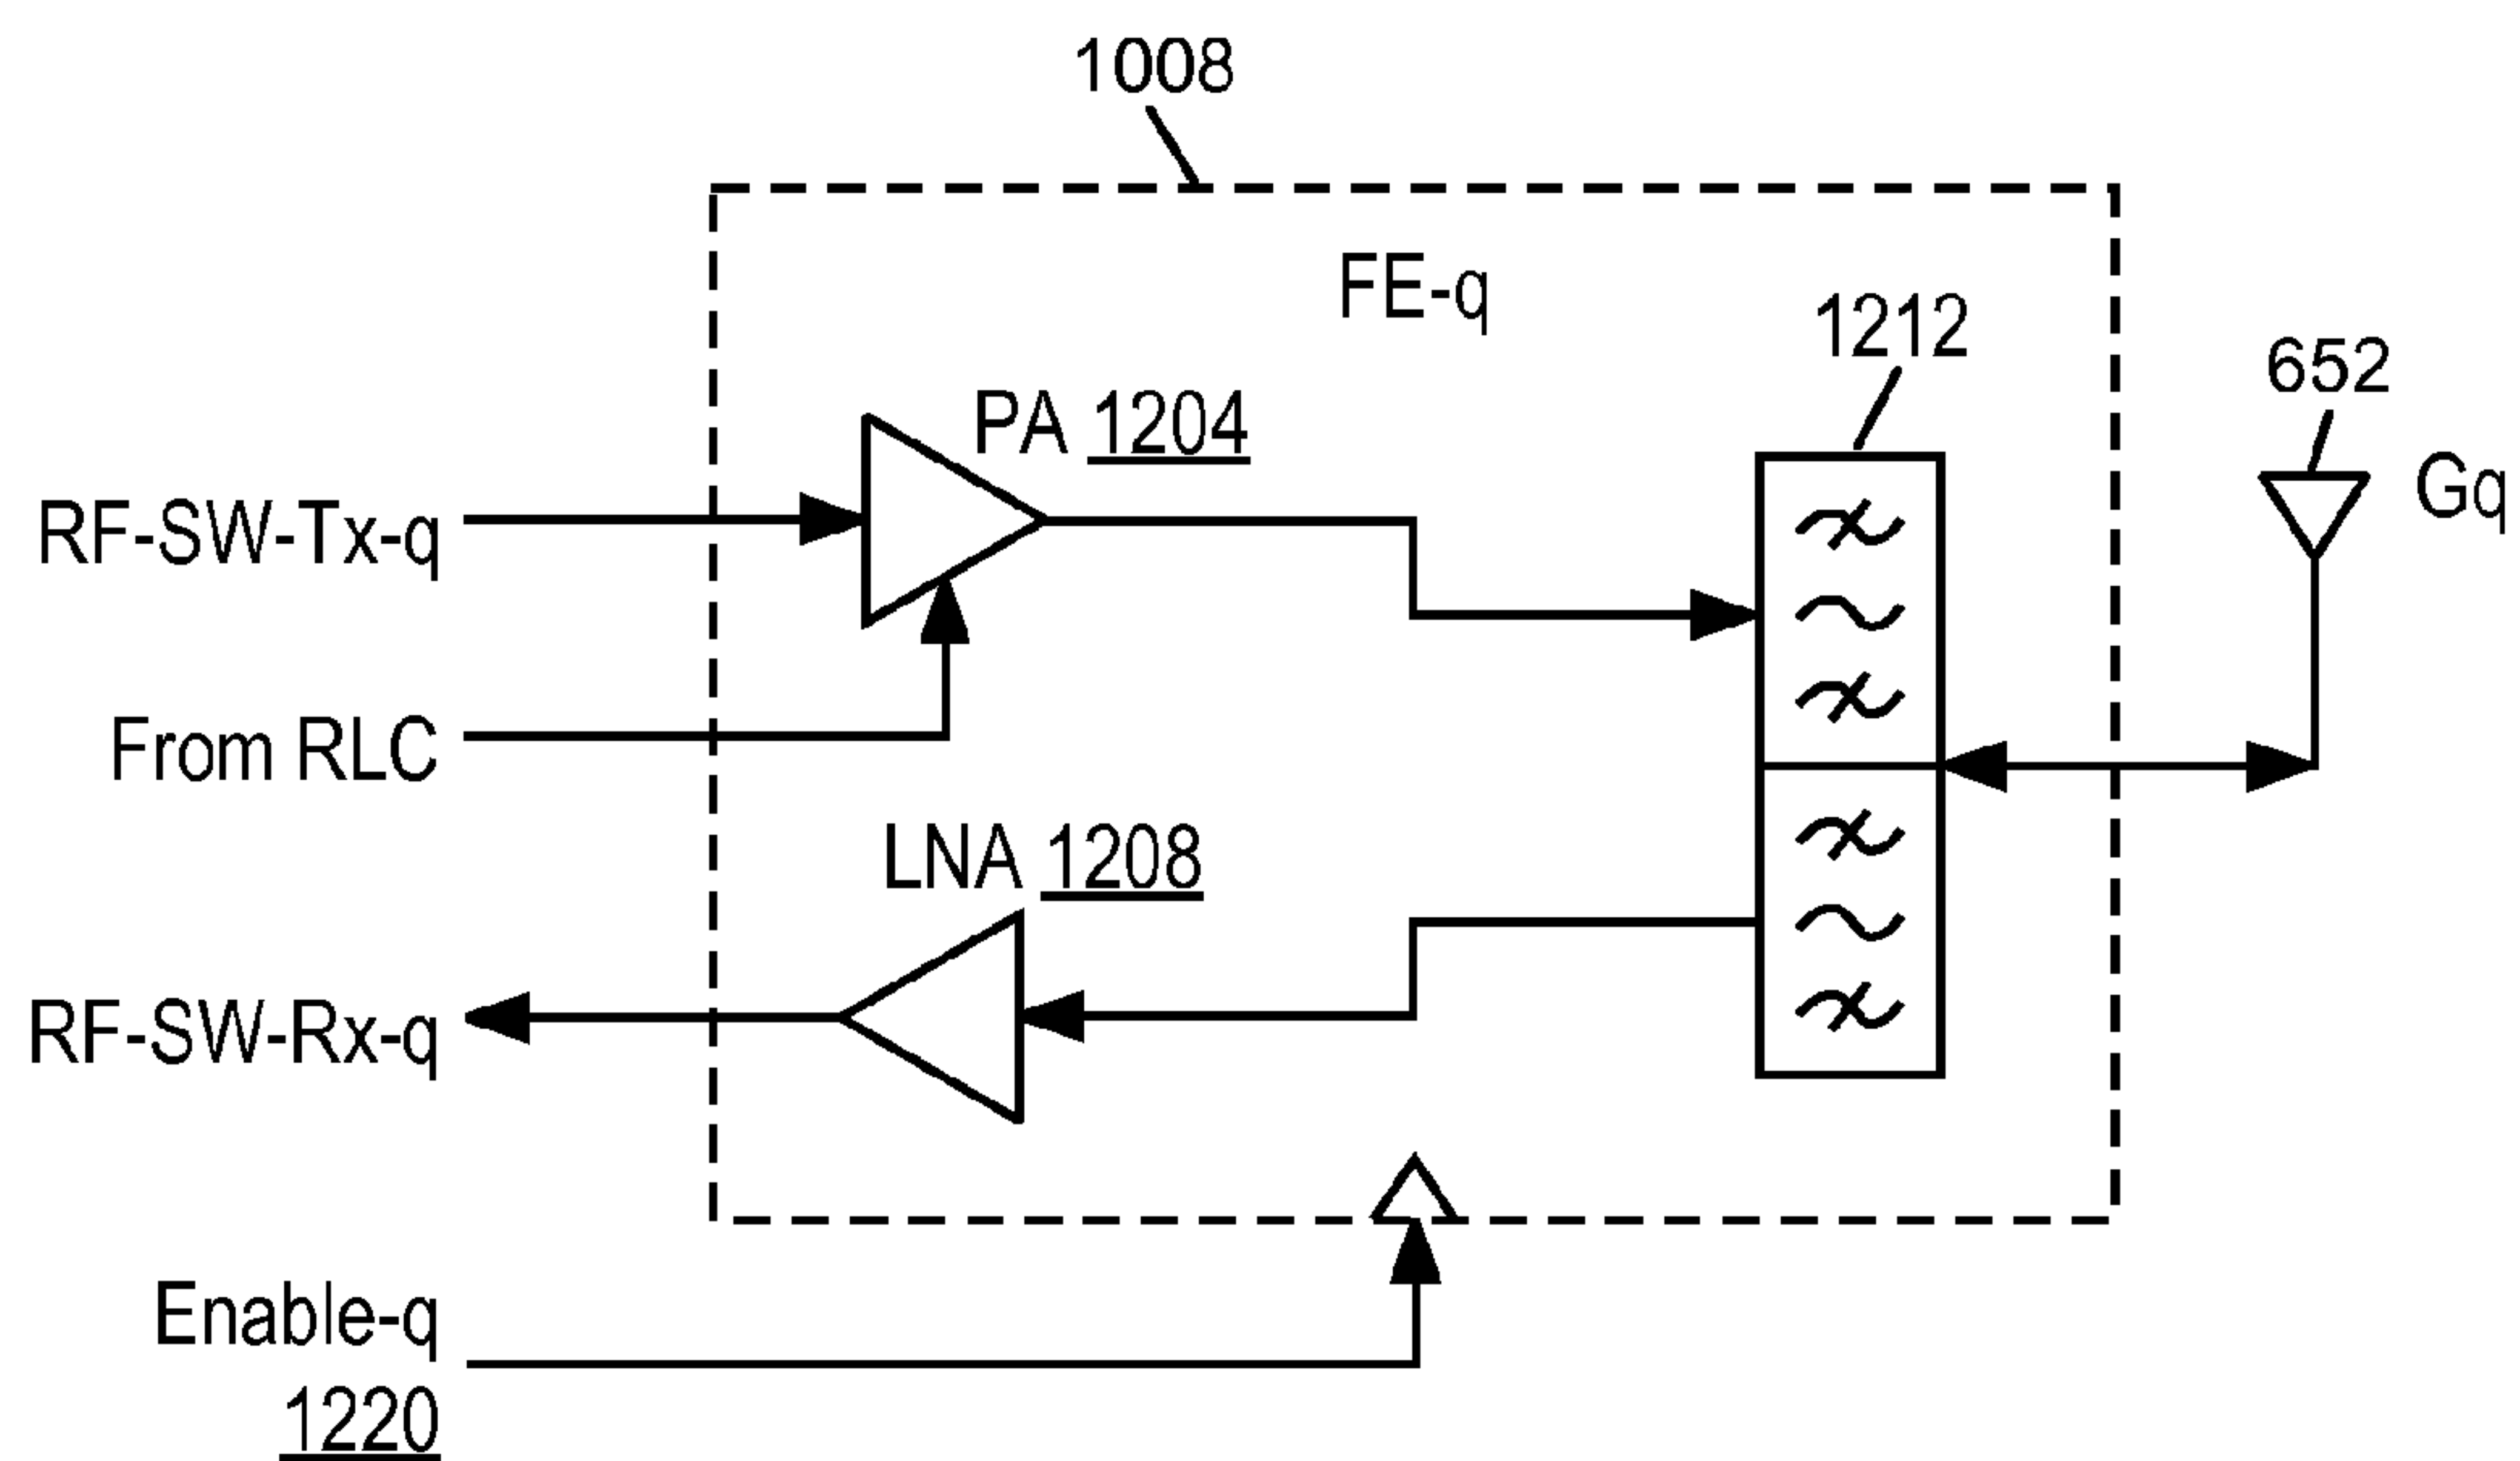 1008
FE-q
1212
652
Gq
PA 1204
RF-SW-Tx-q
From RLC
LNA 1208
RF-SW-Rx-q
Enable-q
1220